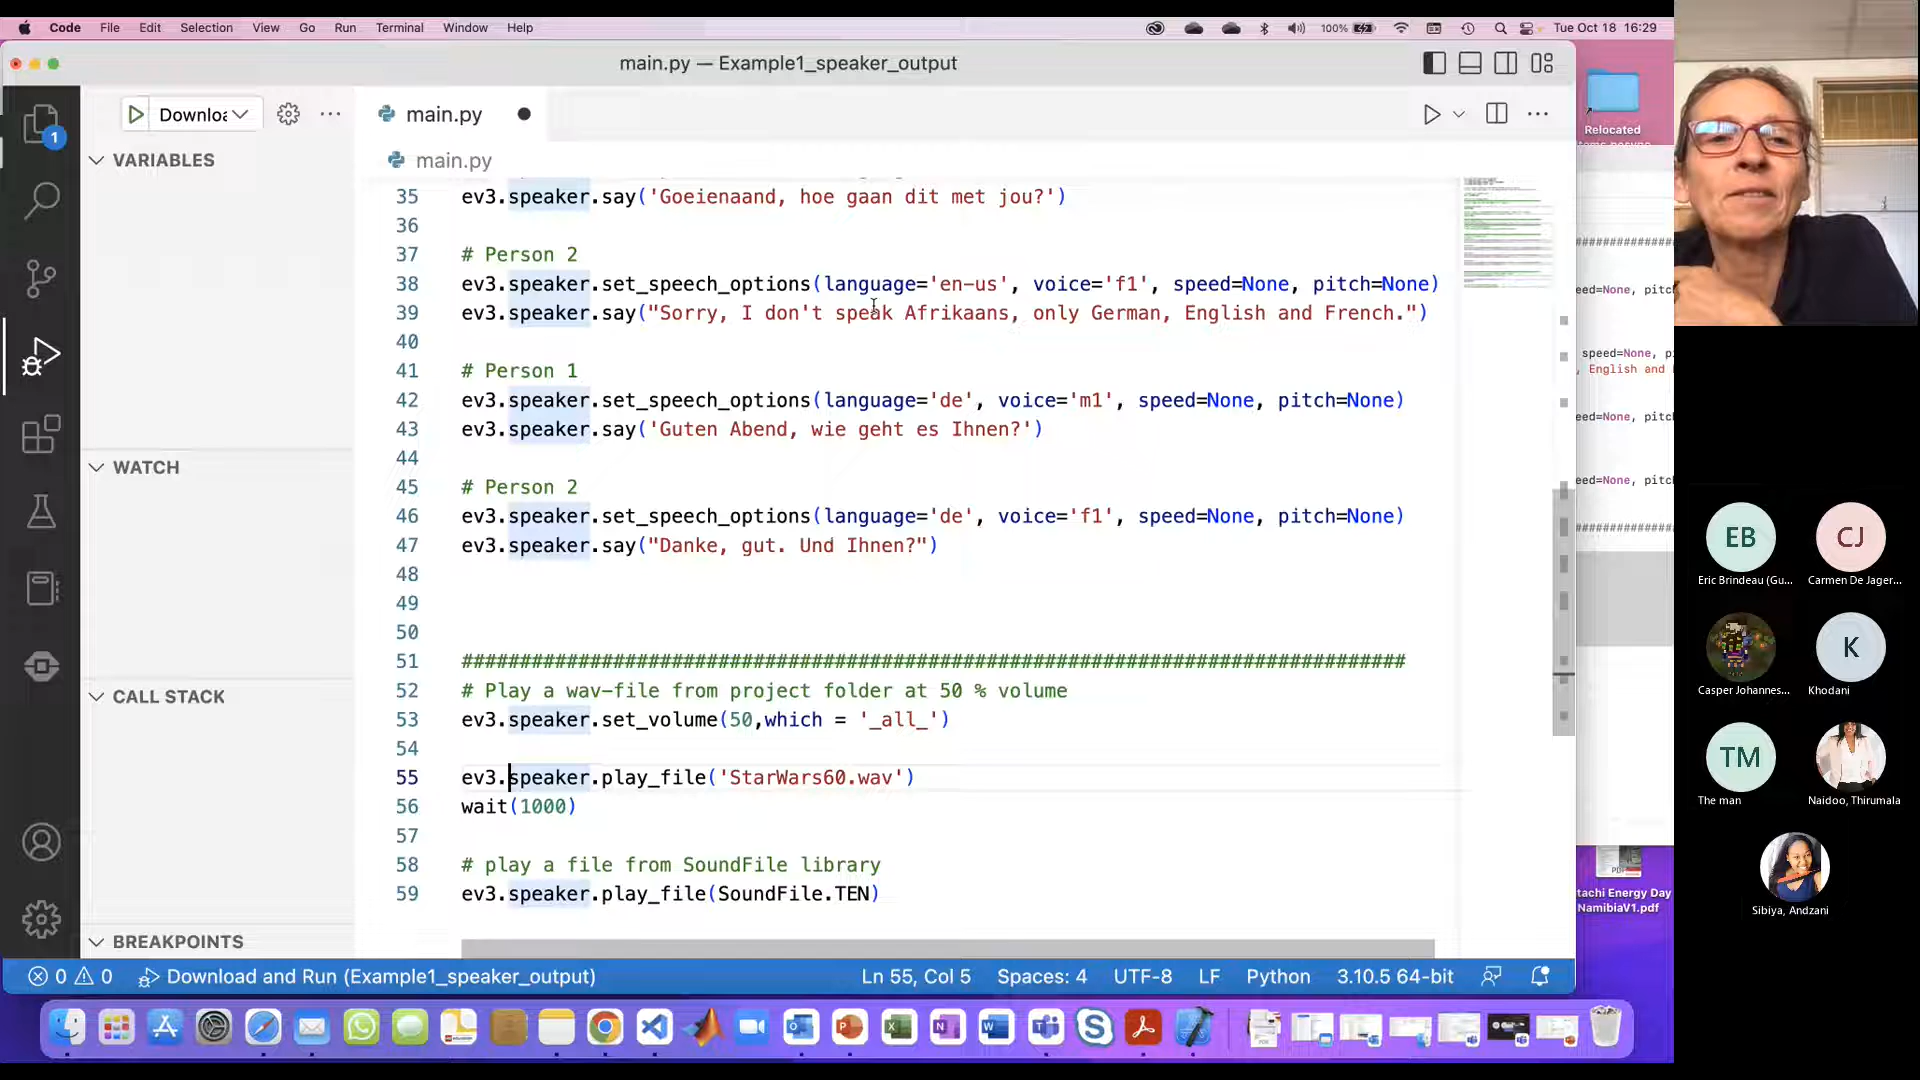 Code File Edit Selection View Go Run Terminal Window Help
100%
Tue Oct 18 16:29
main.py — Example1_speaker_output
1
main.py
main.py
VARIABLES
WATCH
CALL STACK
BREAKPOINTS
35 ev3.speaker.say('Goeienaand, hoe gaan dit met jou?')
36
37 # Person 2
38 ev3.speaker.set_speech_options(language='en-us', voice='f1', speed=None, pitch=None)
39 ev3.speaker.say("Sorry, I don't speak Afrikaans, only German, English and French.")
40
41 # Person 1
42 ev3.speaker.set_speech_options(language='de', voice='m1', speed=None, pitch=None)
43 ev3.speaker.say('Guten Abend, wie geht es Ihnen?')
44
45 # Person 2
46 ev3.speaker.set_speech_options(language='de', voice='f1', speed=None, pitch=None)
47 ev3.speaker.say("Danke, gut. Und Ihnen?")
48
49
50
51 #################################################################################
52 # Play a wav-file from project folder at 50 % volume
53 ev3.speaker.set_volume(50,which = '_all_')
54
55 ev3.speaker.play_file('StarWars60.wav')
56 wait(1000)
57
58 # play a file from SoundFile library
59 ev3.speaker.play_file(SoundFile.TEN)
0 0 Download and Run (Example1_speaker_output)
Ln 55, Col 5 Spaces: 4 UTF-8 LF Python 3.10.5 64-bit
Relocated
speed=None, p
, English and
PDF
tachi Energy Day
NamibiaV1.pdf
EB
CJ
Eric Brindeau (Gu...
Carmen De Jager...
K
Casper Johannes...
Khodani
TM
The man
Naidoo, Thirumala
Sibiya, Andzani